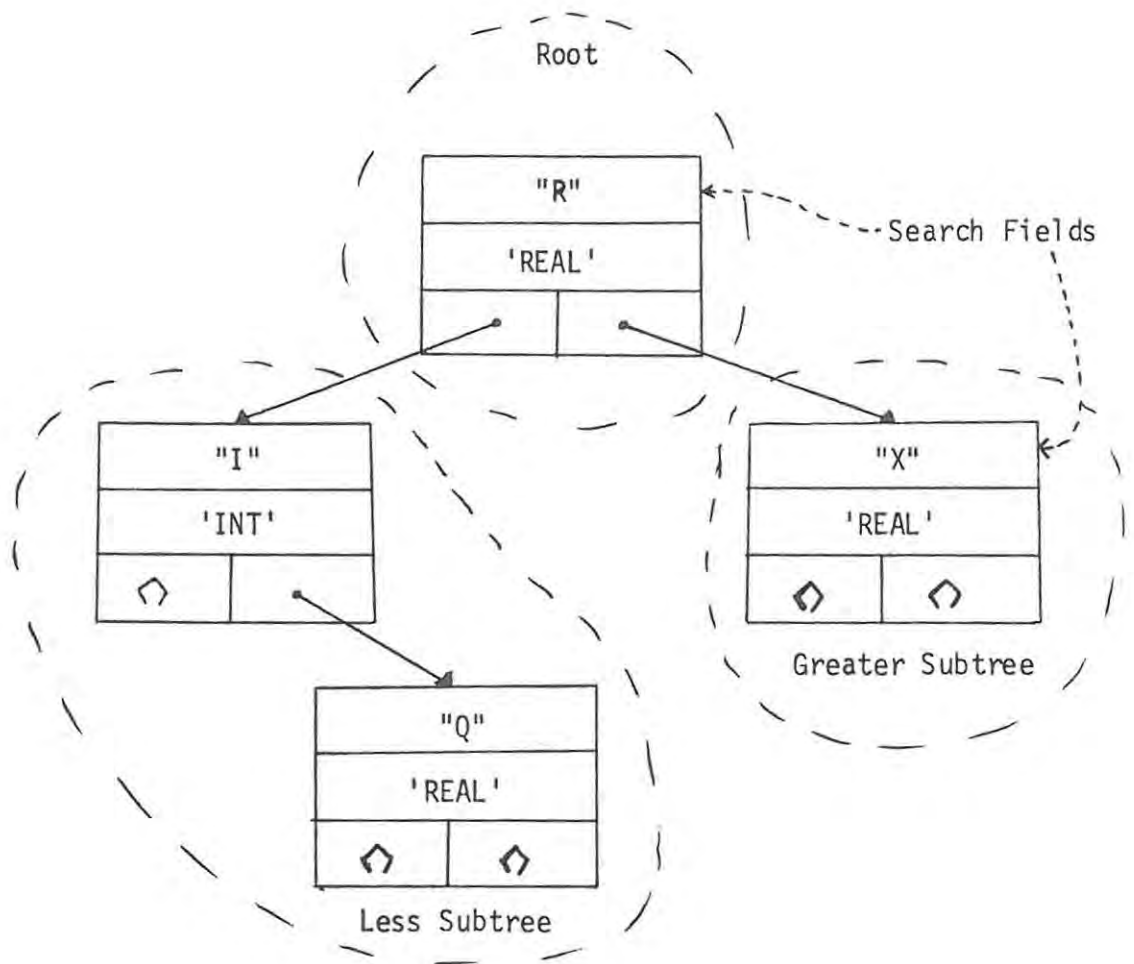 Root
"R"
'REAL'
Search Fields
"I"
'INT'
"X"
'REAL'
Greater Subtree
"Q"
'REAL'
Less Subtree